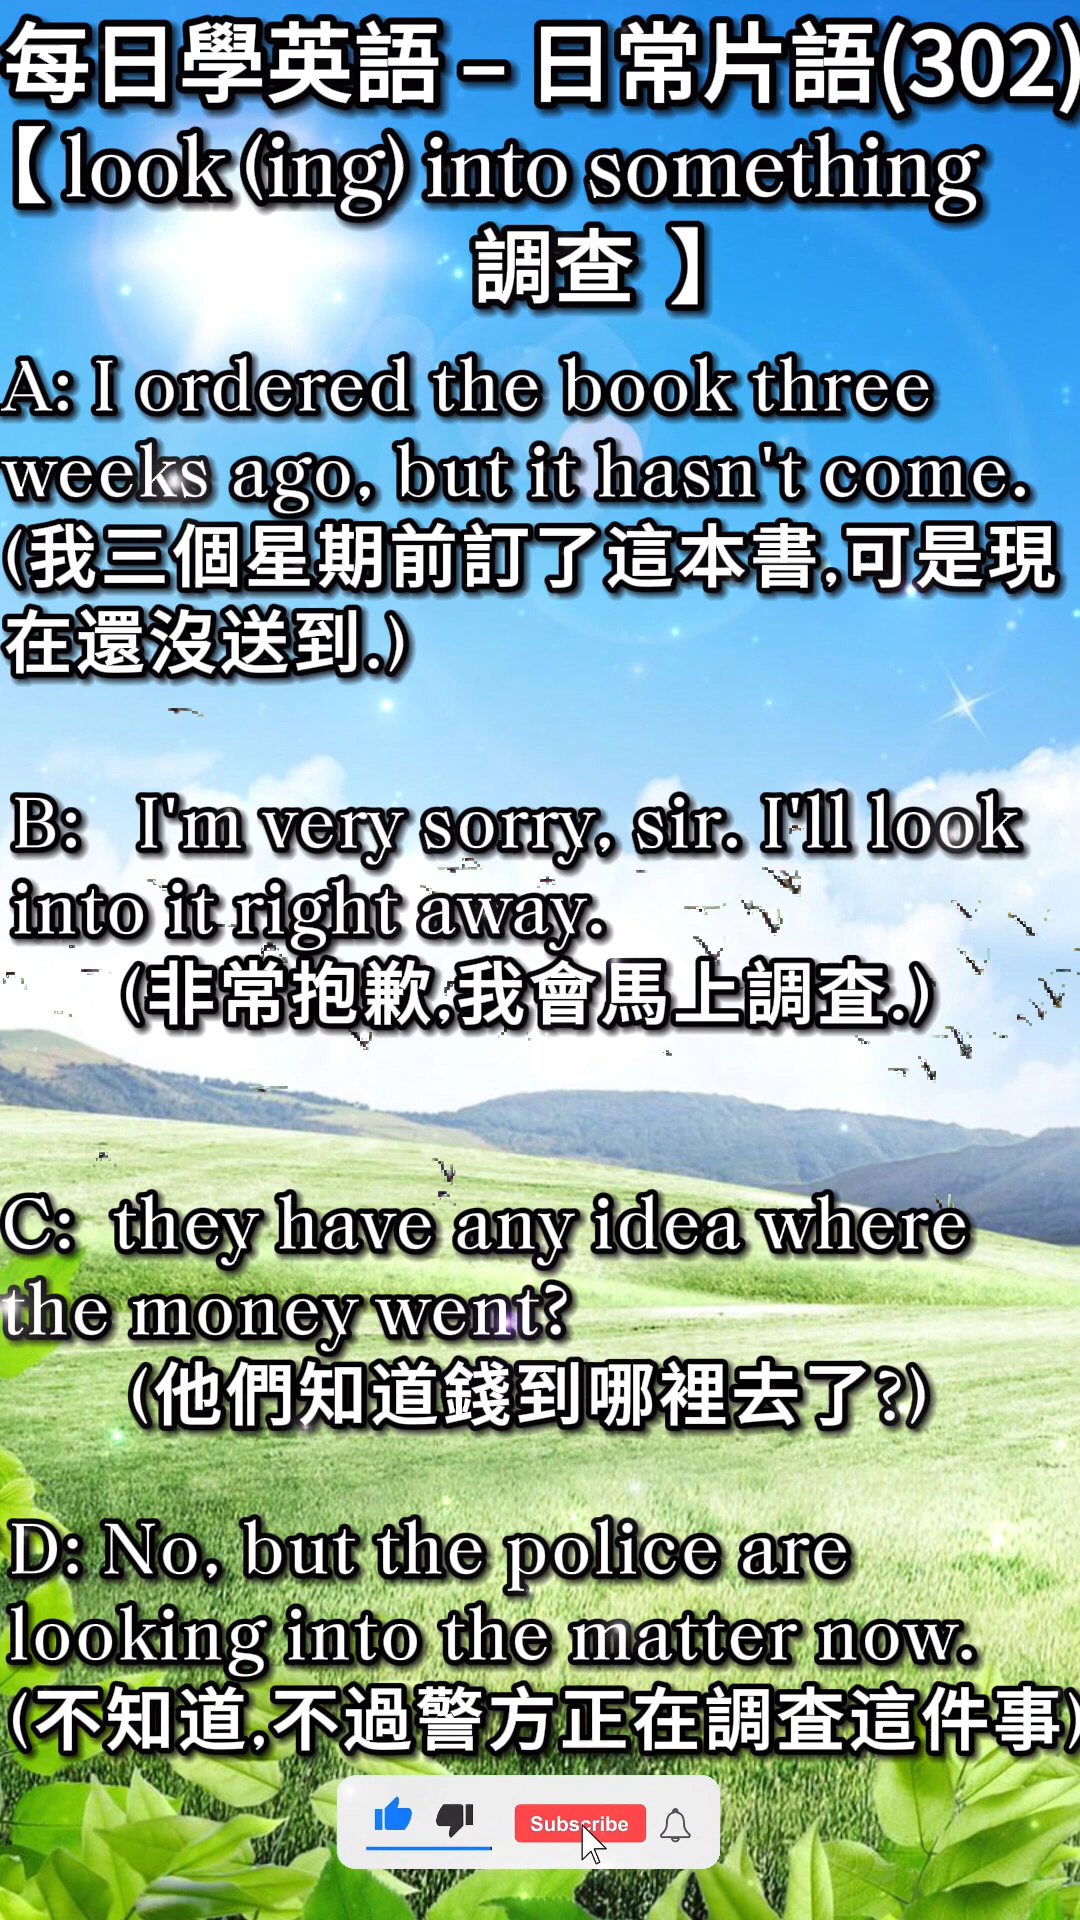 每日學英語 – 日常片語(302)
【 look (ing) into something
調查 】
A: I ordered the book three
weeks ago, but it hasn't come.
(我三個星期前訂了這本書,可是現
在還沒送到.)
B: I'm very sorry, sir. I'll look
into it right away.
(非常抱歉,我會馬上調查.)
C: they have any idea where
the money went?
(他們知道錢到哪裡去了?)
D: No, but the police are
looking into the matter now.
(不知道,不過警方正在調查這件事)
Subscribe